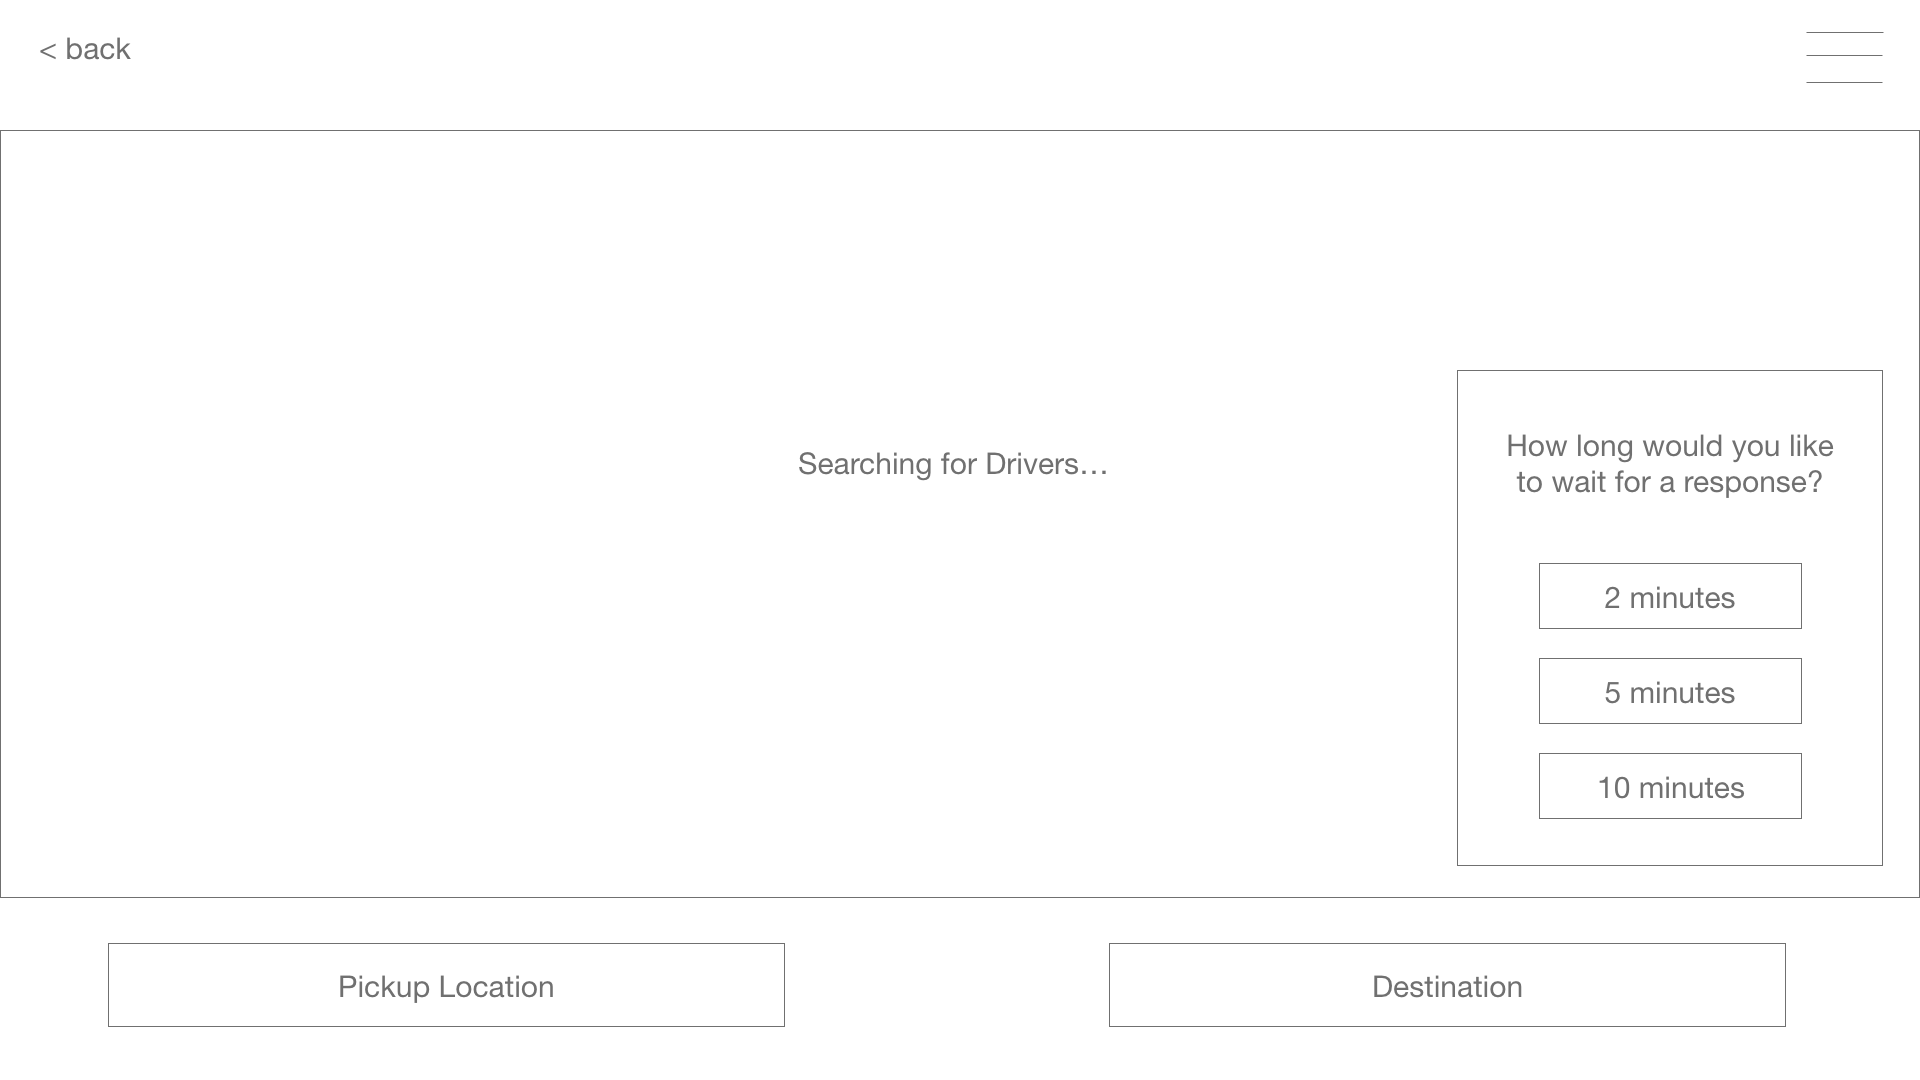 < back
Searching for Drivers…
How long would you like
to wait for a response?
2 minutes
5 minutes
10 minutes
Pickup Location
Destination